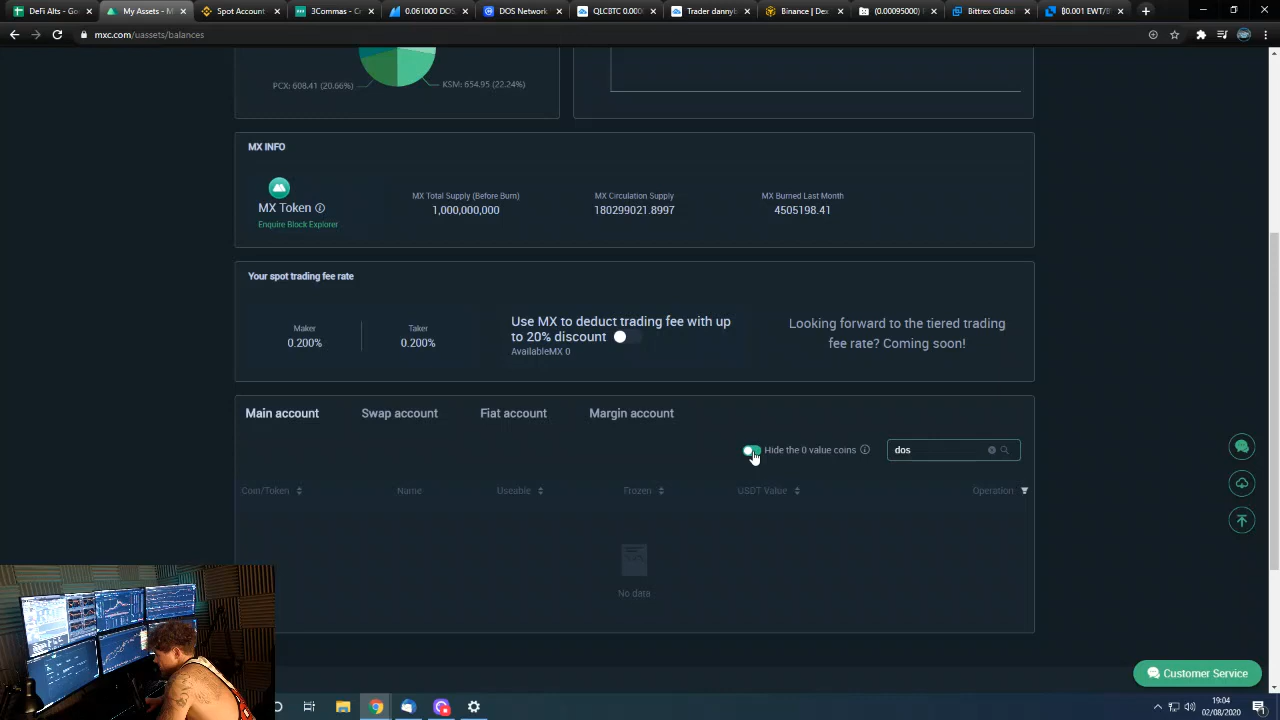 DeFi Alts - Go
My Assets - M
Spot Account
3Commas - Co
0.061000 DOS
DOS Network,
QLCBTC 0.000
Trader dannyle
Binance | Dex
(0.00095000)
Bittrex Global
₿0.001 EWT/B
mxc.com/uassets/balances
PCX: 608.41 (20.66%)
KSM: 654.95 (22.24%)
MX INFO
MX Token
Enquire Block Explorer
MX Total Supply (Before Burn)
1,000,000,000
MX Circulation Supply
180299021.8997
MX Burned Last Month
4505198.41
Your spot trading fee rate
Maker
0.200%
Taker
0.200%
Use MX to deduct trading fee with up
to 20% discount
AvailableMX 0
Looking forward to the tiered trading
fee rate? Coming soon!
Main account
Swap account
Fiat account
Margin account
Hide the 0 value coins
dos
Coin/Token
Name
Useable
Frozen
USDT Value
Operation
No data
Customer Service
19:04
02/08/2020